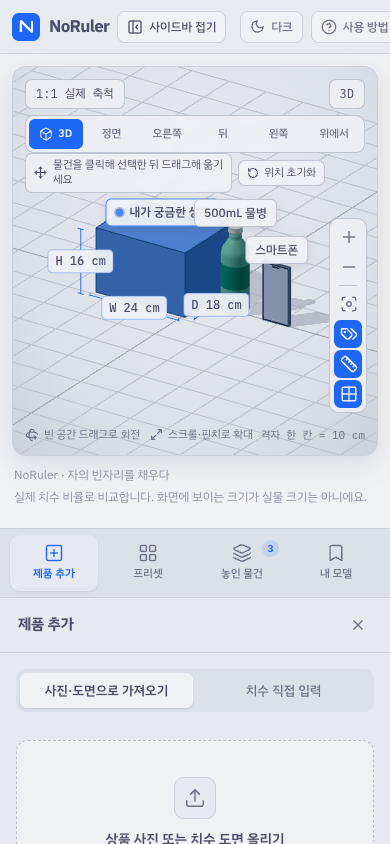 NoRuler
사이드바 접기
다크
사용 방법
1:1 실제 축척
3D
3D
정면
오른쪽
뒤
왼쪽
위에서
물건을 클릭해 선택한 뒤 드래그해 옮기
세요
위치 초기화
내가 궁금한
500mL 물병
스마트폰
H 16 cm
W 24 cm
D 18 cm
빈 공간 드래그로 회전
스크롤·핀치로 확대
격자 한 칸 = 10 cm
NoRuler · 자의 빈자리를 채우다
실제 치수 비율로 비교합니다. 화면에 보이는 크기가 실물 크기는 아니에요.
제품 추가
프리셋
놓인 물건
3
내 모델
제품 추가
사진·도면으로 가져오기
치수 직접 입력
상품 사진 또는 치수 도면 올리기